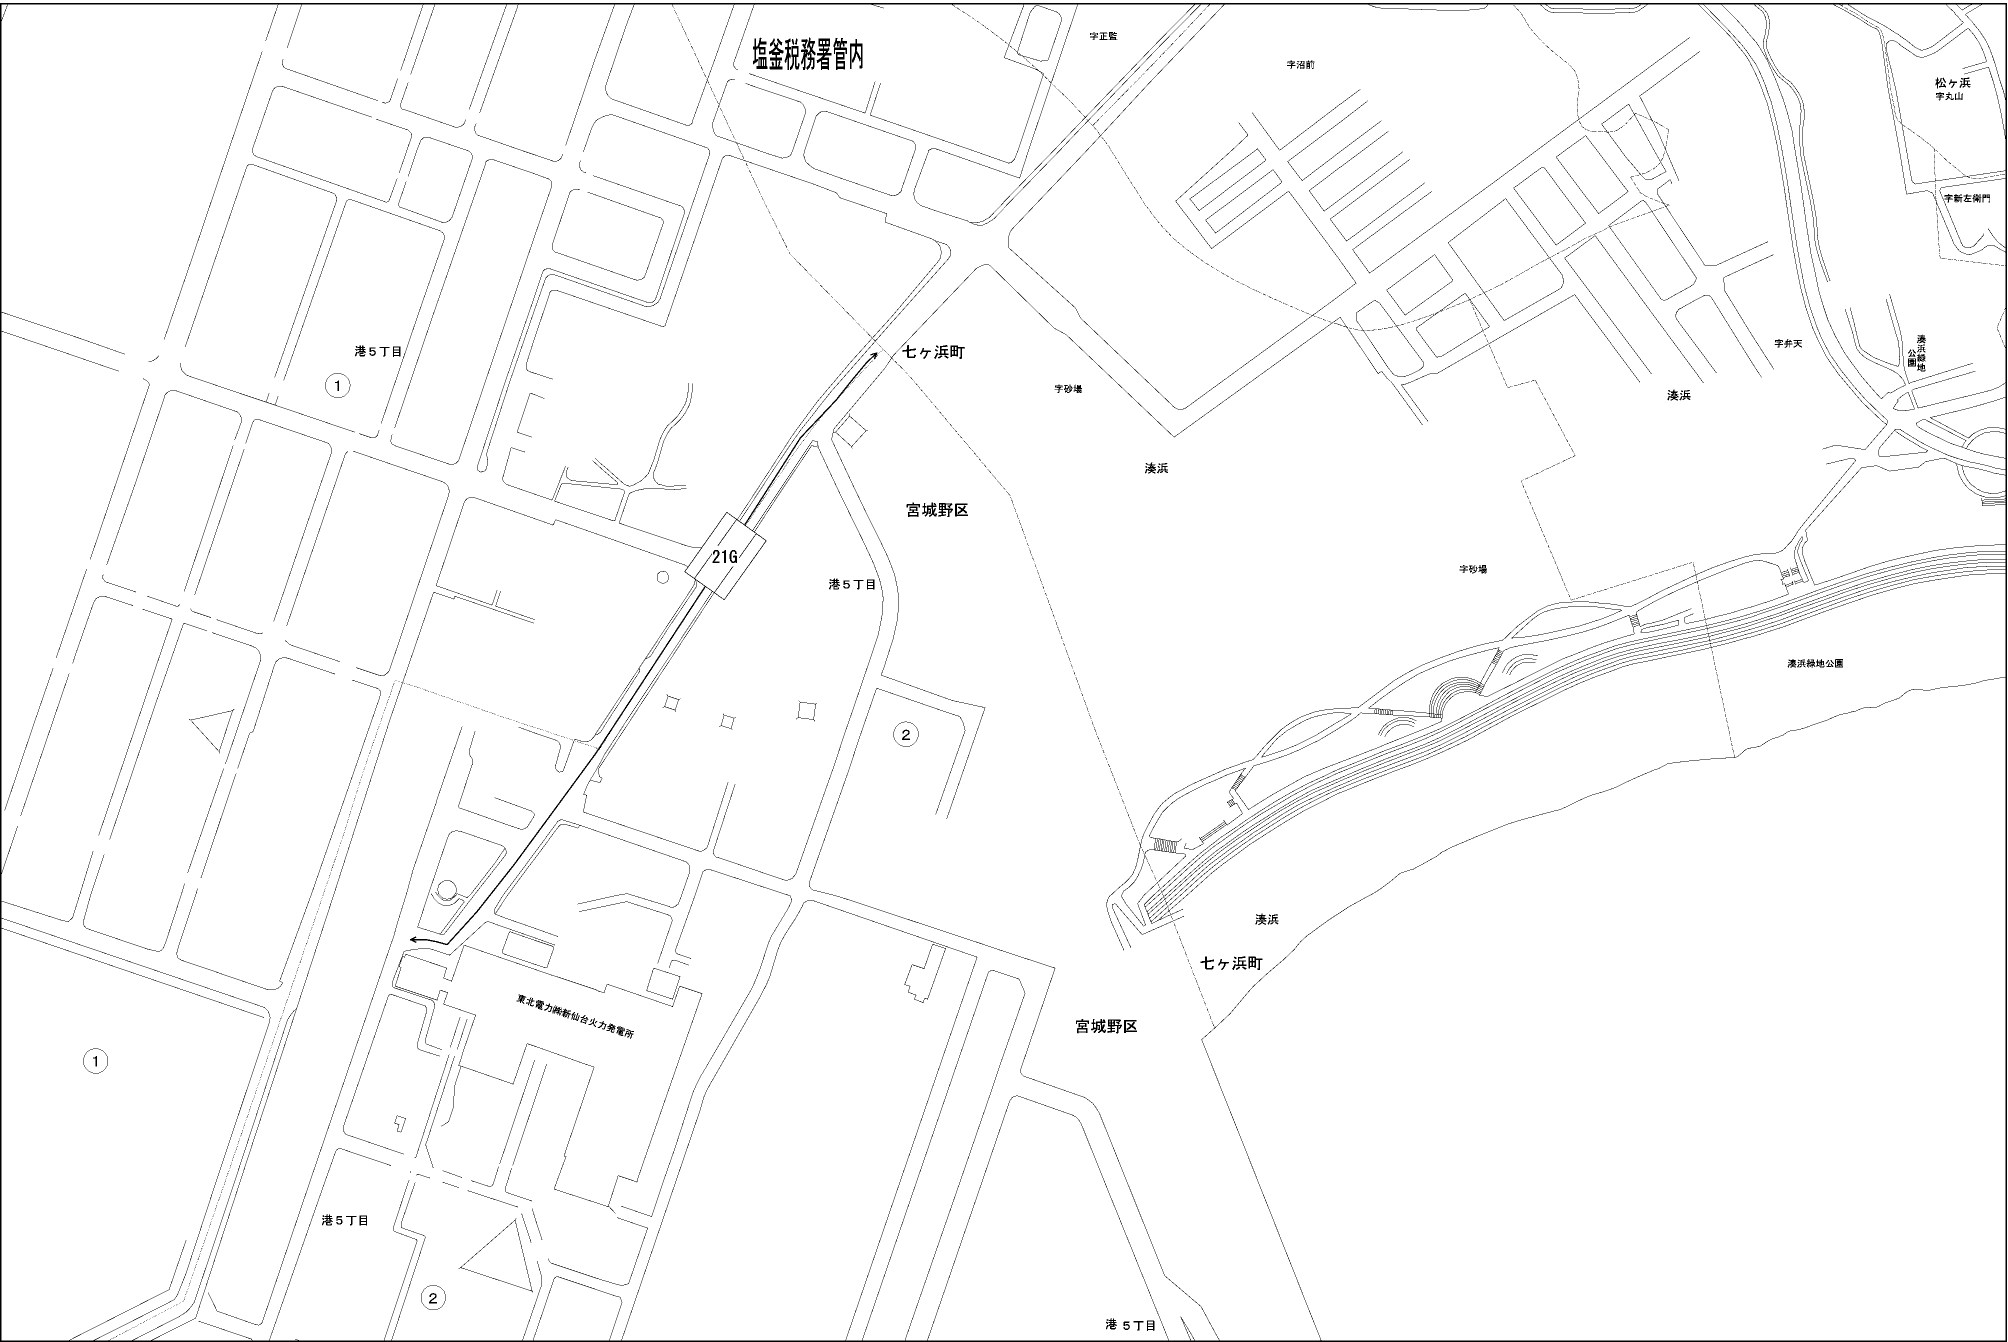 塩釜税務署管内
字正監
字沼前
松ヶ浜
字丸山
字新左衛門
港5丁目
1
七ヶ浜町
字砂場
字弁天
湊浜緑地
公園
湊浜
湊浜
宮城野区
21G
港5丁目
字砂場
湊浜緑地公園
2
湊浜
七ヶ浜町
東北電力㈱新仙台火力発電所
宮城野区
1
港5丁目
2
港5丁目